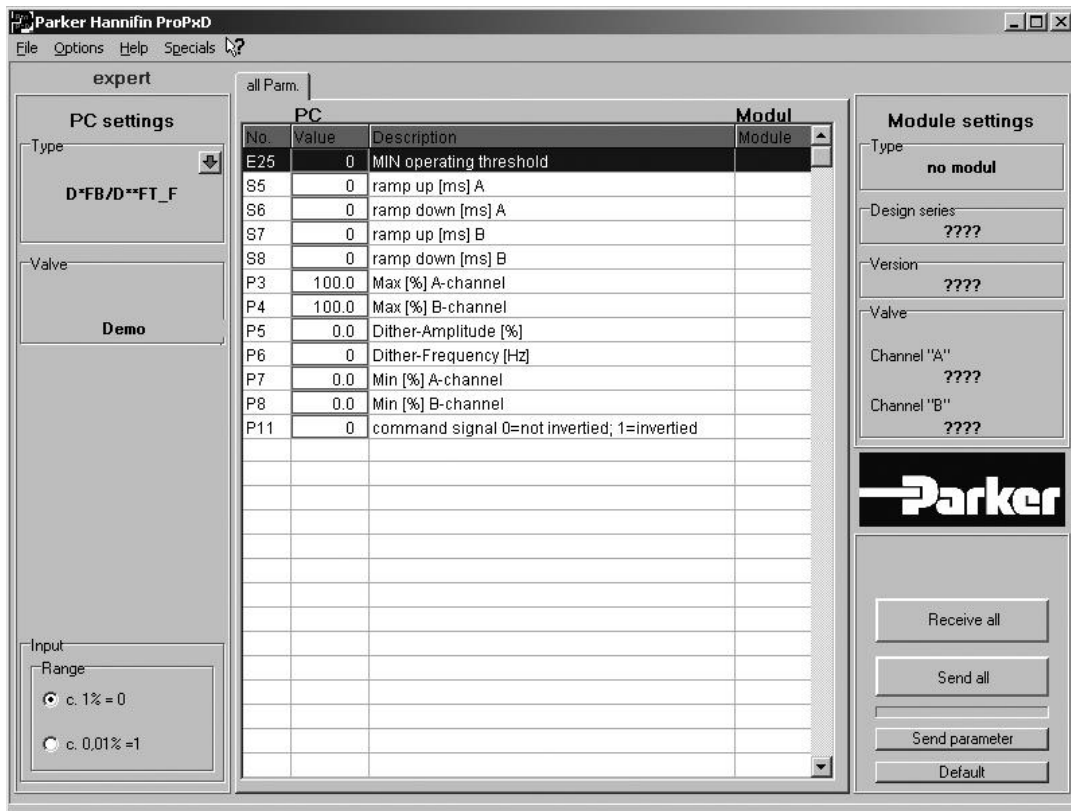 Parker Hannifin ProPxD
File Options Help Specials ?
expert
PC settings
Type
D*FB/D**FT_F
Valve
Demo
Input
Range
c. 1% = 0
c. 0,01% =1
all Parm.
PC Modul
No. Value Description Module
E25 0 MIN operating threshold
S5 0 ramp up [ms] A
S6 0 ramp down [ms] A
S7 0 ramp up [ms] B
S8 0 ramp down [ms] B
P3 100.0 Max [%] A-channel
P4 100.0 Max [%] B-channel
P5 0.0 Dither-Amplitude [%]
P6 0 Dither-Frequency [Hz]
P7 0.0 Min [%] A-channel
P8 0.0 Min [%] B-channel
P11 0 command signal 0=not invertied; 1=invertied
Module settings
Type
no modul
Design series
????
Version
????
Valve
Channel "A"
????
Channel "B"
????
Parker
Receive all
Send all
Send parameter
Default